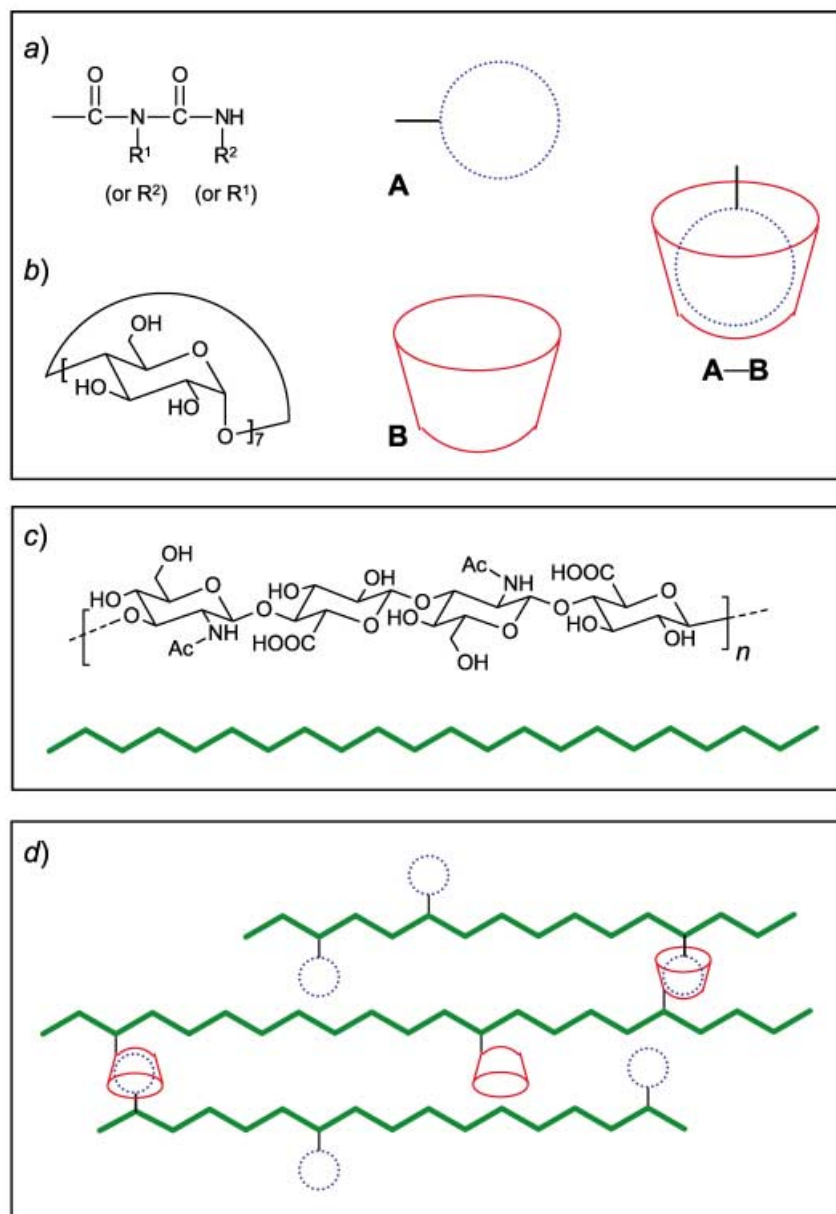 a)
O O
C N C NH
R1 R2
(or R2) (or R1)
A
b)
OH
O
HO
HO
O
7
B
A—B
c)
OH
HO
O
O
NH
Ac
HO
OH
O
HOOC
O
Ac
NH
O
HO
O
OH
O
HOOC
O
HO
OH
n
d)